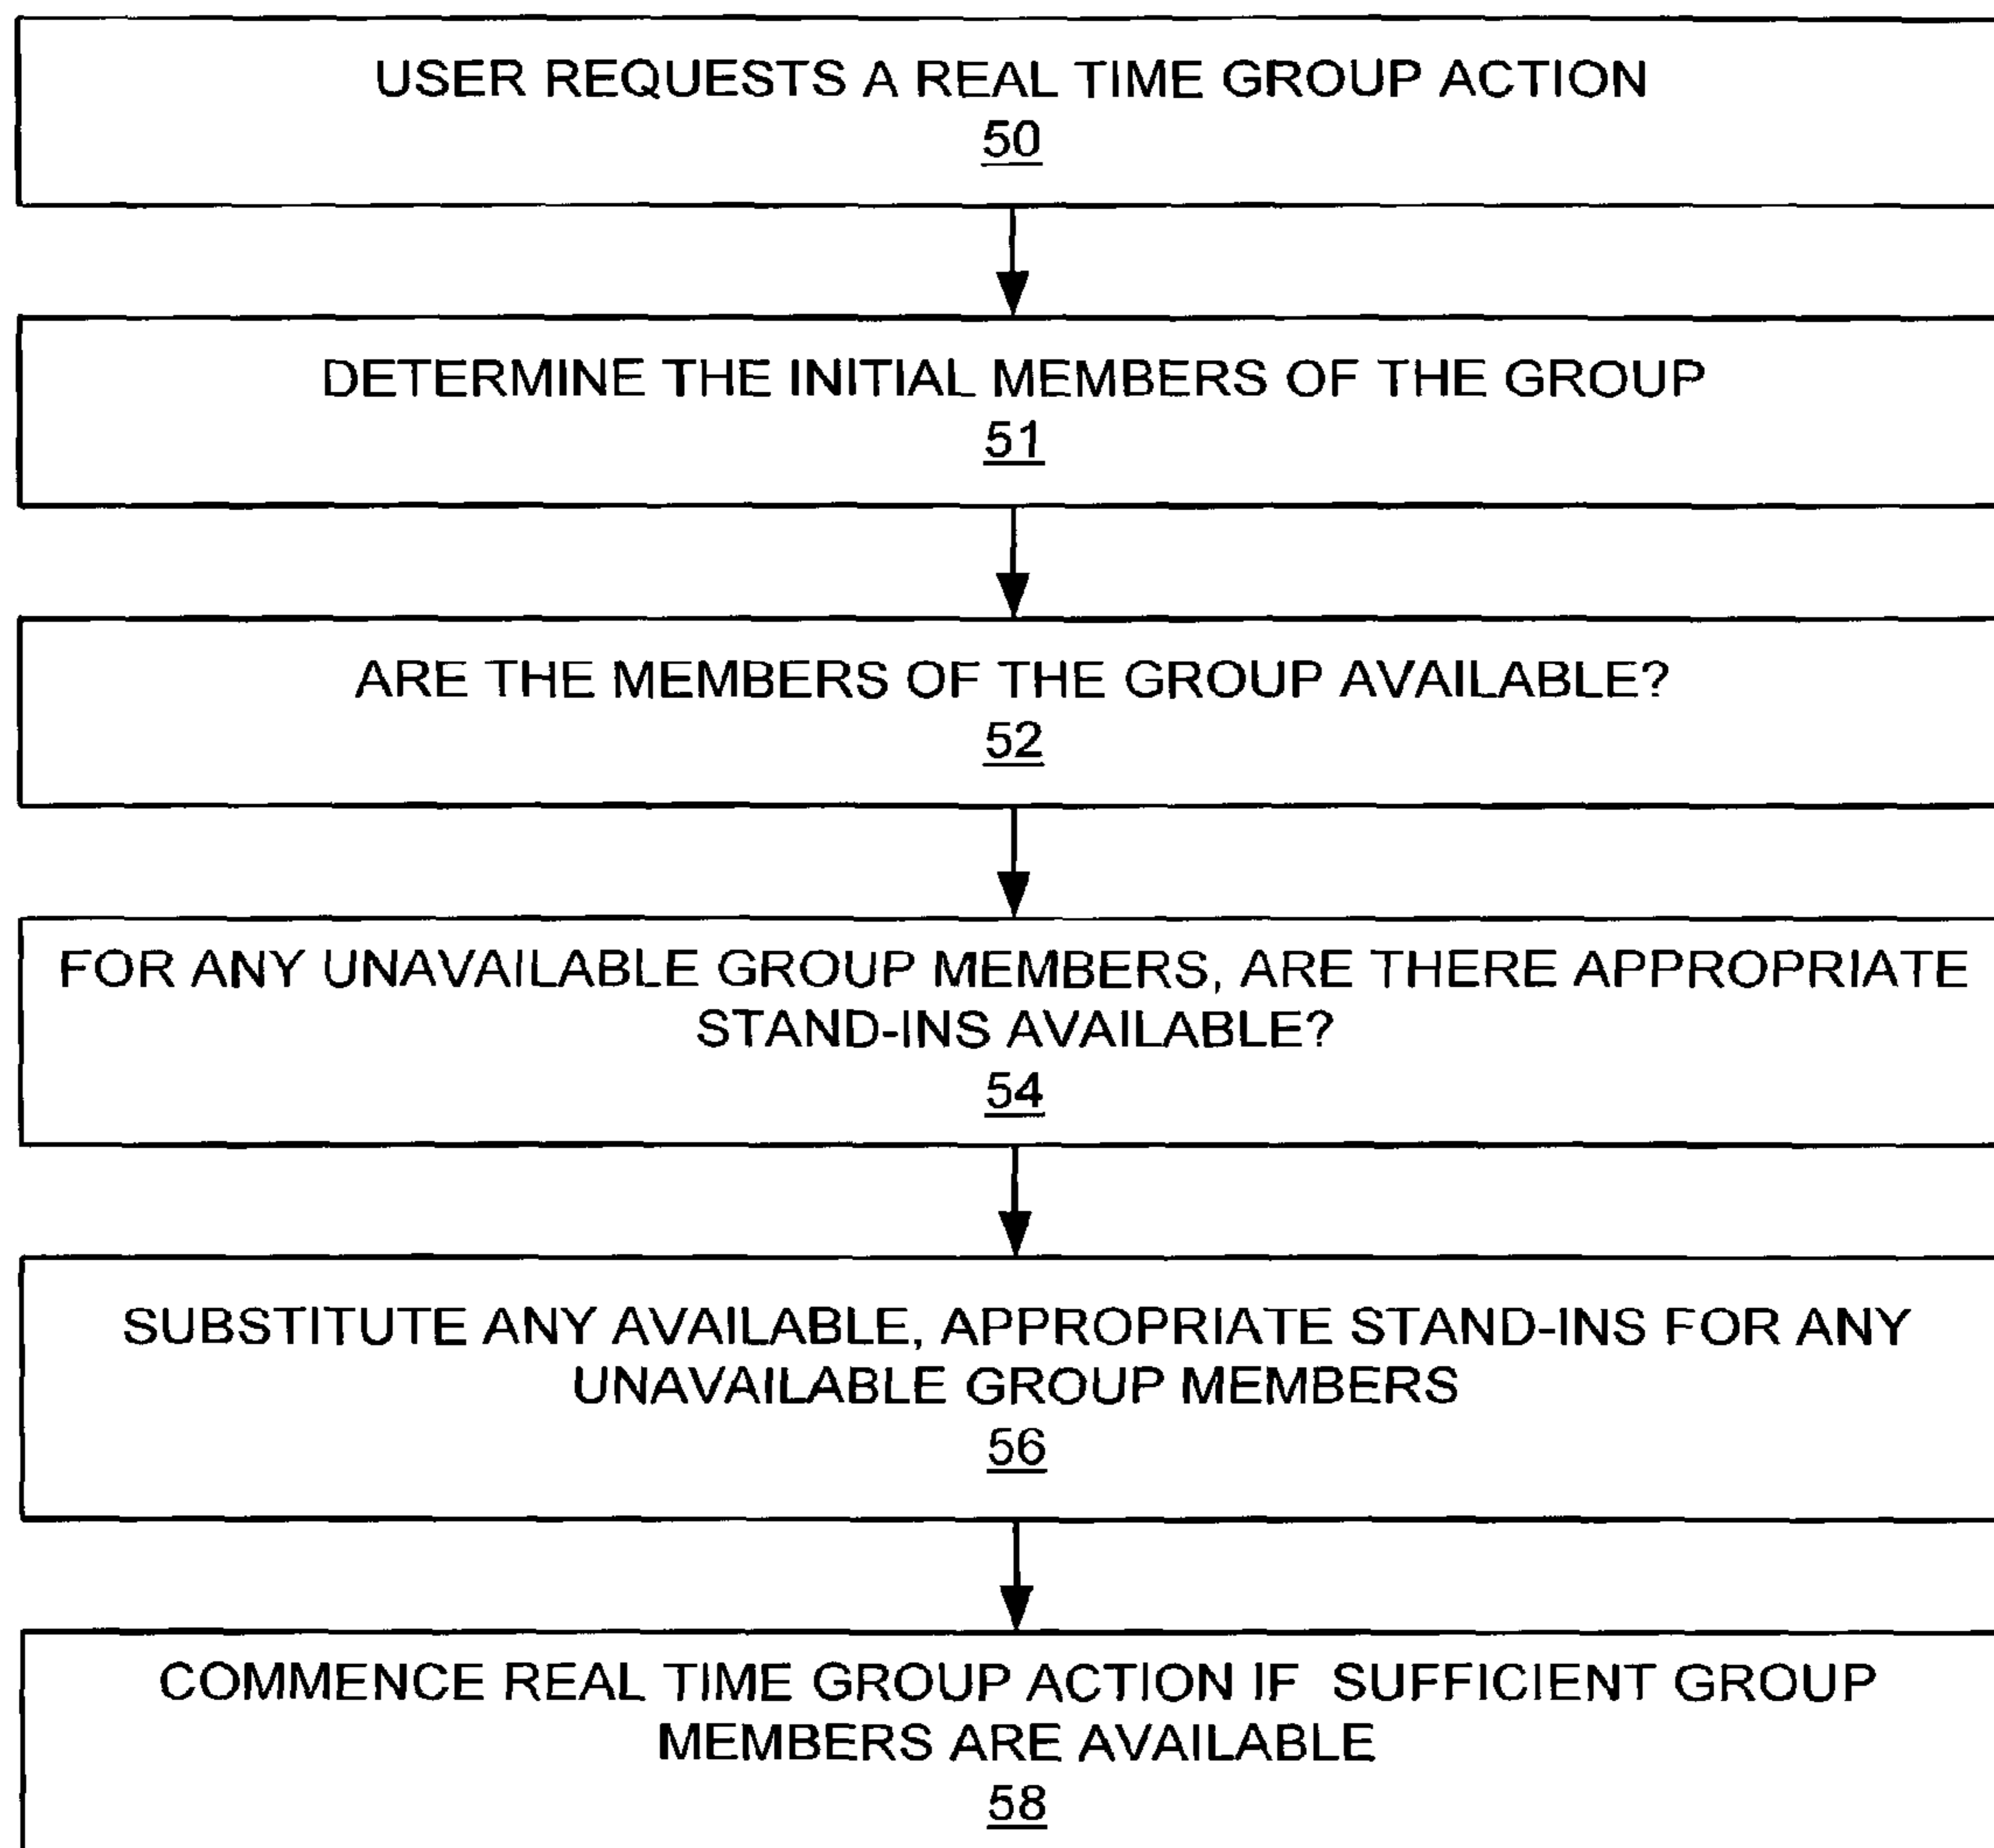 USER REQUESTS A REAL TIME GROUP ACTION
50
DETERMINE THE INITIAL MEMBERS OF THE GROUP
51
ARE THE MEMBERS OF THE GROUP AVAILABLE?
52
FOR ANY UNAVAILABLE GROUP MEMBERS, ARE THERE APPROPRIATE
STAND-INS AVAILABLE?
54
SUBSTITUTE ANY AVAILABLE, APPROPRIATE STAND-INS FOR ANY
UNAVAILABLE GROUP MEMBERS
56
COMMENCE REAL TIME GROUP ACTION IF SUFFICIENT GROUP
MEMBERS ARE AVAILABLE
58